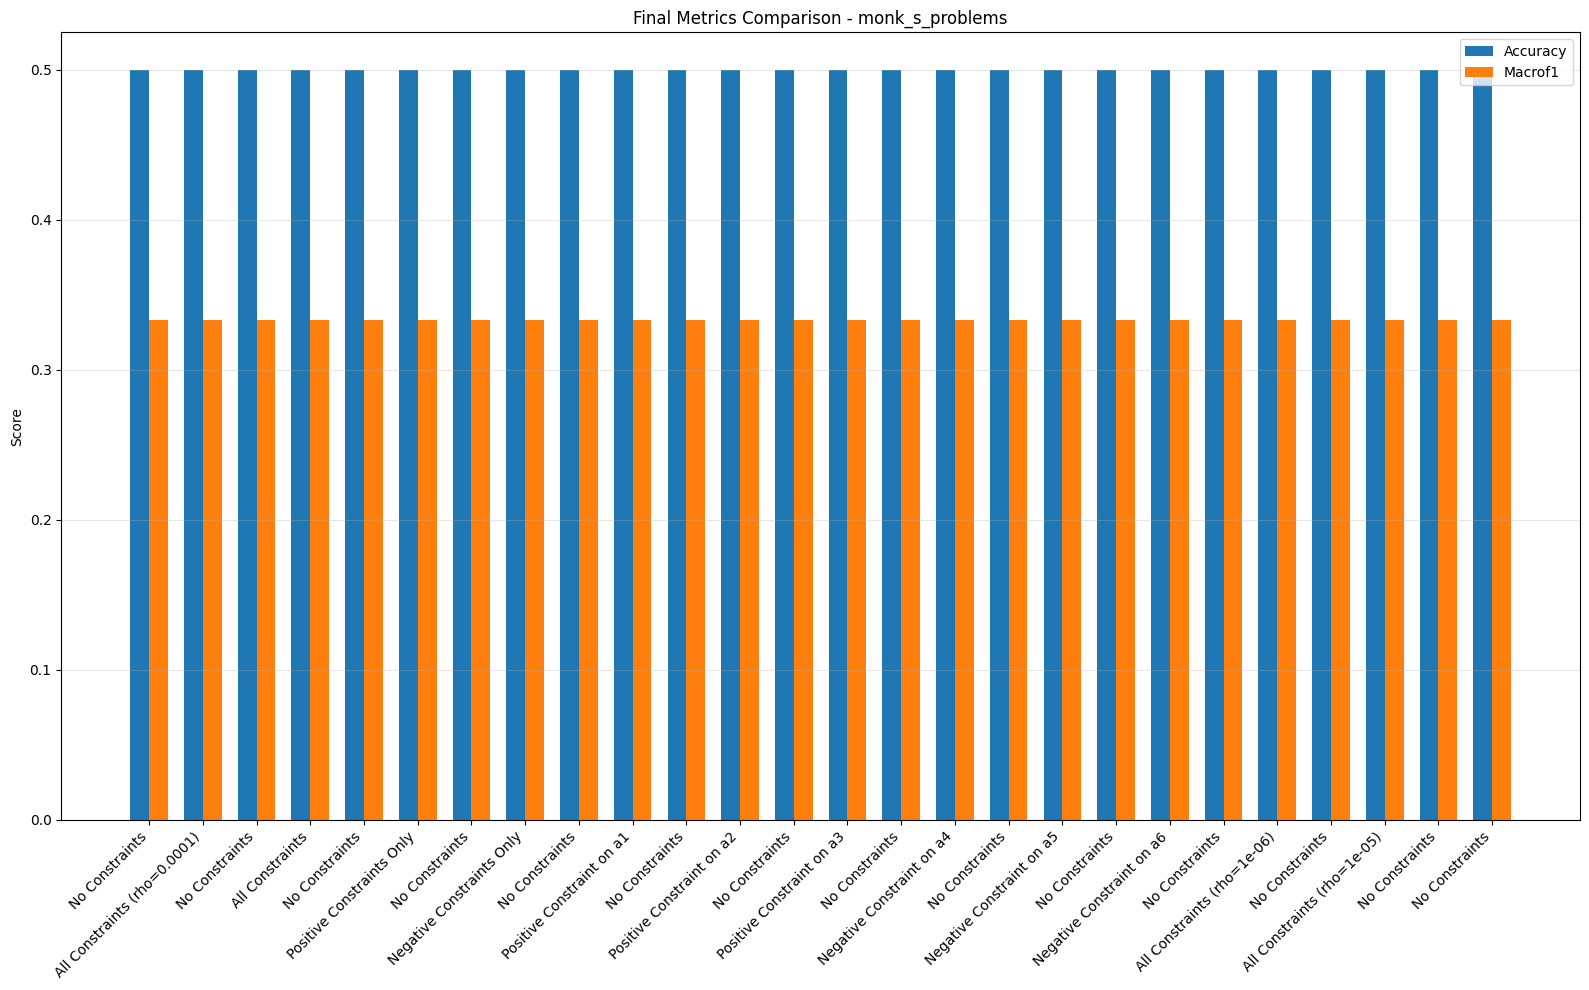 Final Metrics Comparison - monk_s_problems
Accuracy
Macrof1
Score
0.5
0.4
0.3
0.2
0.1
0.0
No Constraints
All Constraints (rho=0.0001)
No Constraints
All Constraints
No Constraints
Positive Constraints Only
No Constraints
Negative Constraints Only
No Constraints
Positive Constraint on a1
No Constraints
Positive Constraint on a2
No Constraints
Positive Constraint on a3
No Constraints
Negative Constraint on a4
No Constraints
Negative Constraint on a5
No Constraints
Negative Constraint on a6
No Constraints
All Constraints (rho=1e-06)
No Constraints
All Constraints (rho=1e-05)
No Constraints
No Constraints